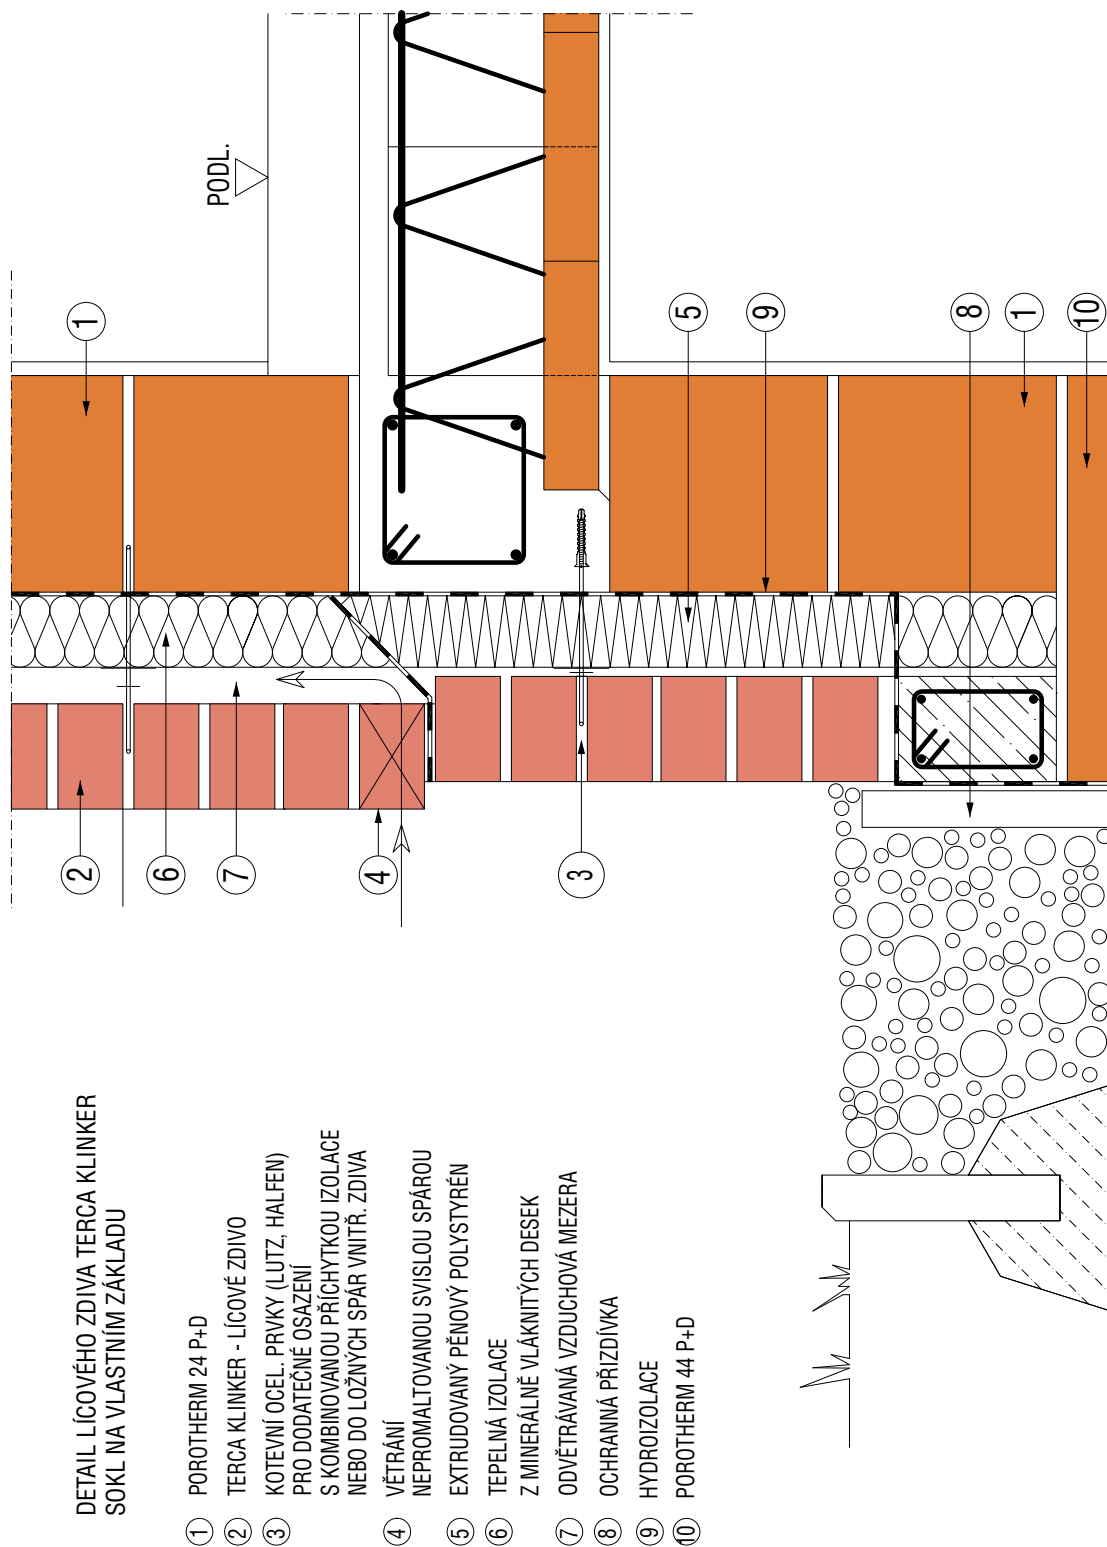 DETAIL LÍCOVÉHO ZDIVA TERCA KLINKER
SOKL NA VLASTNÍM ZÁKLADU
1 POROTHERM 24 P+D
2 TERCA KLINKER - LÍCOVÉ ZDIVO
3 KOTEVNÍ OCEL. PRVKY (LUTZ, HALFEN)
PRO DODATEČNÉ OSAZENÍ
S KOMBINOVANOU PŘÍCHYTKOU IZOLACE
NEBO DO LOŽNÝCH SPÁR VNITŘ. ZDIVA
4 VĚTRÁNÍ
NEPROMALTOVANOU SVISLOU SPÁROU
5 EXTRUDOVANÝ PĚNOVÝ POLYSTYRÉN
6 TEPELNÁ IZOLACE
Z MINERÁLNĚ VLÁKNITÝCH DESEK
7 ODVĚTRÁVANÁ VZDUCHOVÁ MEZERA
8 OCHRANNÁ PŘIZDÍVKA
9 HYDROIZOLACE
10 POROTHERM 44 P+D
2
6
7
4
3
PODL.
1
5
9
8
1
10